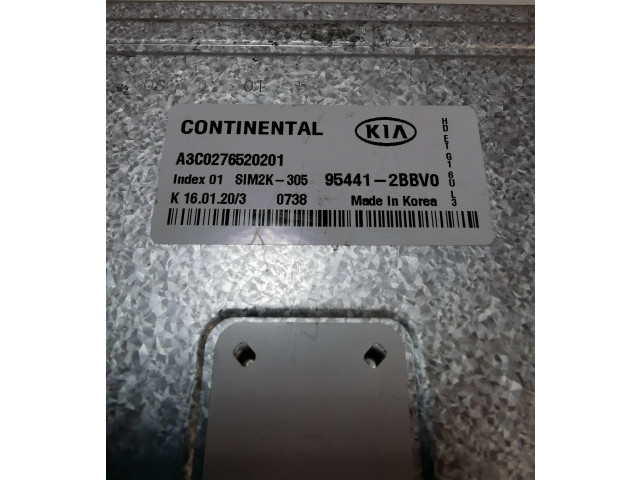 CONTINENTAL KIA
A3C0276520201
Index 01 SIM2K-305 95441-2BBV0
K 16.01.20/3 0738 Made In Korea
HD ET G1 6U L3